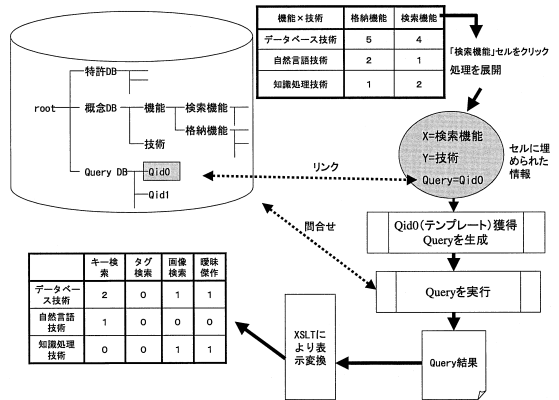 機能×技術 格納機能 検索機能
データベース技術 5 4
自然言語技術 2 1
知識処理技術 1 2
「検索機能」セルをクリック
処理を展開
特許DB
root 概念DB 機能 検索機能
格納機能
技術
Query DB Qid0
Qid1
リンク
X=検索機能
Y=技術
Query=Qid0
セルに埋
められた
情報
Qid0(テンプレート)獲得
Queryを生成
問合せ
Queryを実行
キー検
索
タグ
検索
画像
検索
曖昧
傑作
データベー
ス技術
2 0 1 1
自然言語
技術
1 0 0 0
知識処理
技術
0 0 1 1
XSLTに
より表
示変換
Query結果